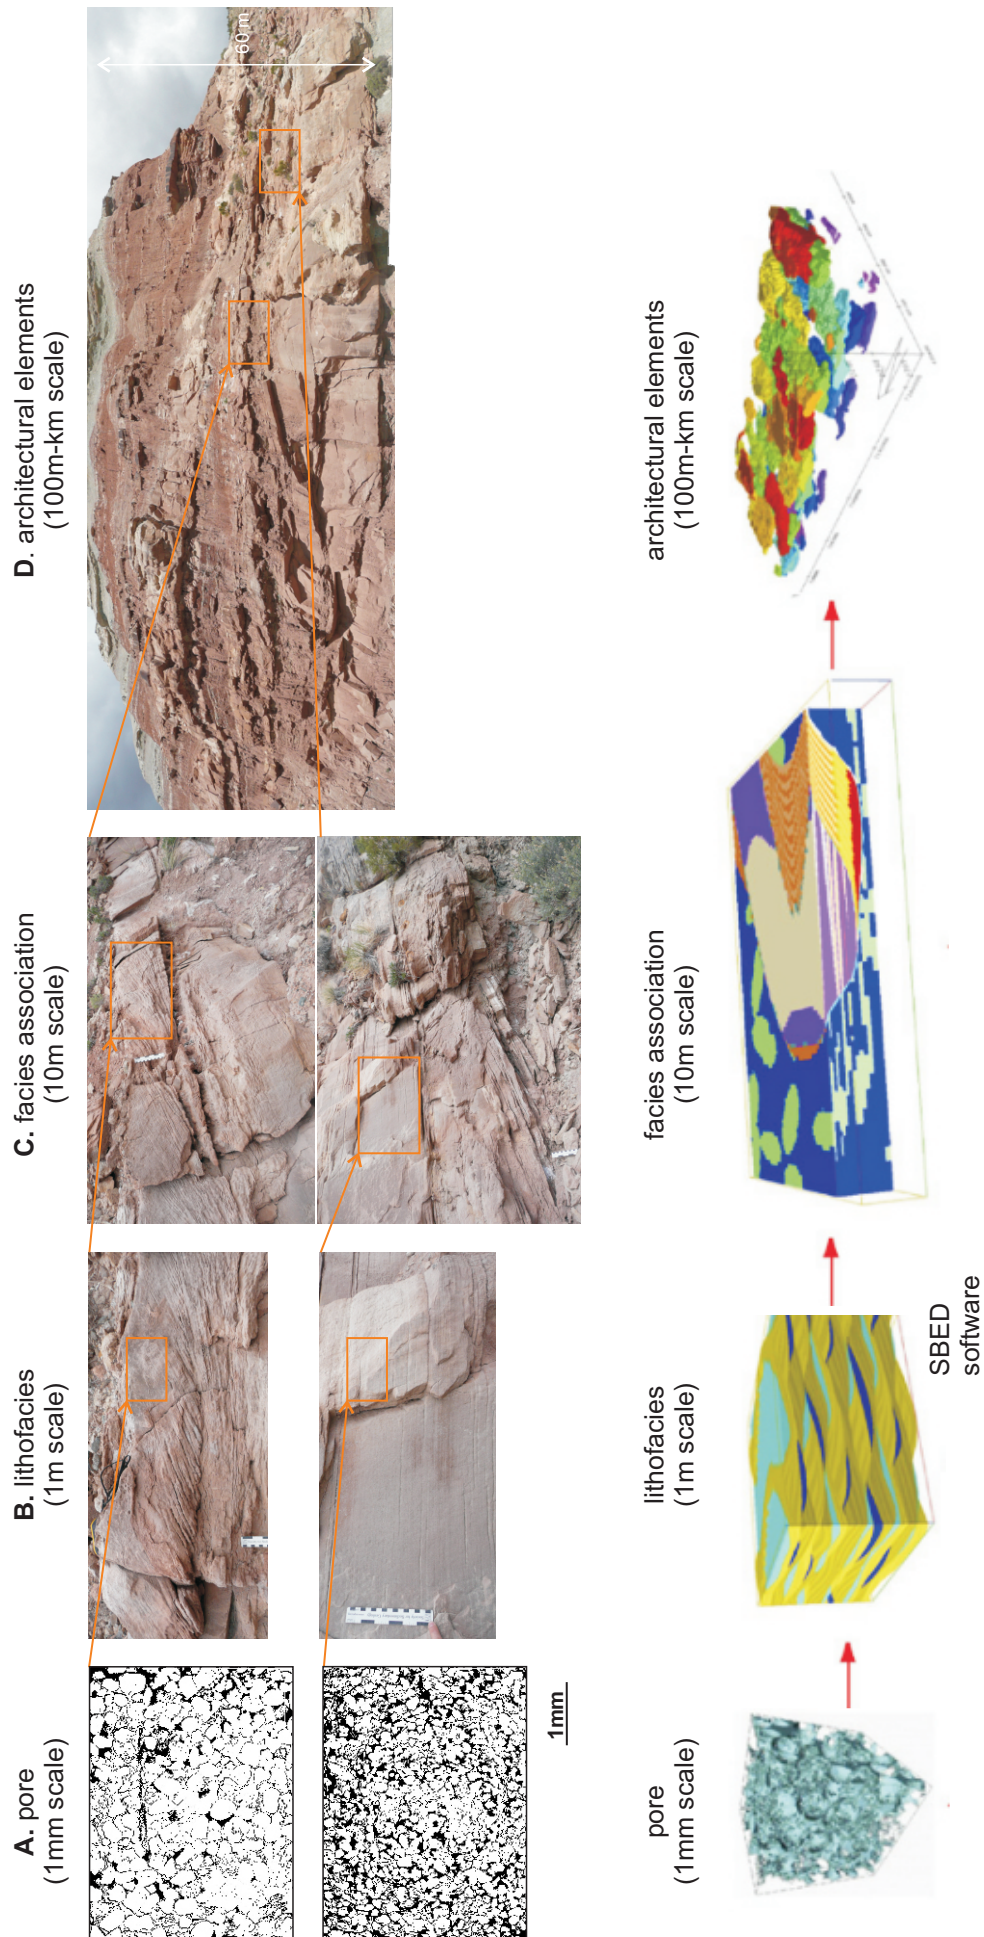 A. pore
(1mm scale)
B. lithofacies
(1m scale)
C. facies association
(10m scale)
D. architectural elements
(100m-km scale)
60 m
1mm
pore
(1mm scale)
lithofacies
(1m scale)
facies association
(10m scale)
architectural elements
(100m-km scale)
SBED
software